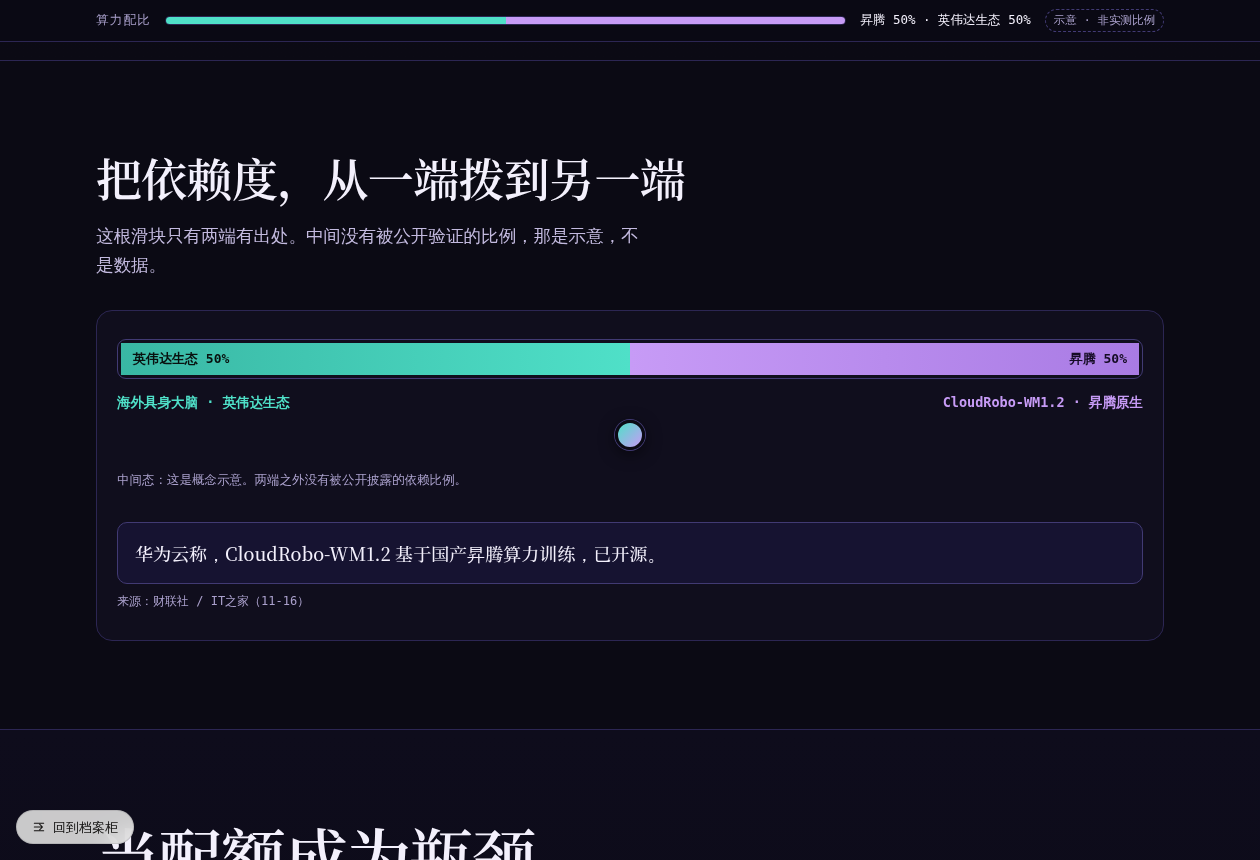 算力配比
昇腾 50% · 英伟达生态 50%
示意 · 非实测比例
把依赖度，从一端拨到另一端
这根滑块只有两端有出处。中间没有被公开验证的比例，那是示意，不
是数据。
英伟达生态 50%
昇腾 50%
海外具身大脑 · 英伟达生态
CloudRobo-WM1.2 · 昇腾原生
中间态：这是概念示意。两端之外没有被公开披露的依赖比例。
华为云称，CloudRobo-WM1.2 基于国产昇腾算力训练，已开源。
来源：财联社 / IT之家（11-16）
当配额成为瓶颈
回到档案柜